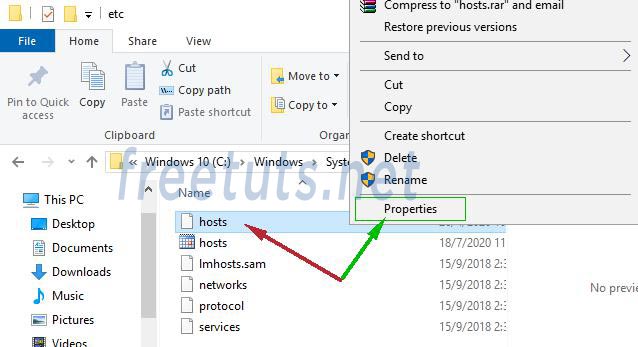 etc
File
Home
Share
View
Pin to Quick
access
Copy
Paste
Cut
Copy path
Paste shortcut
Clipboard
Move to
Copy to
Compress to "hosts.rar" and email
Restore previous versions
Send to
Cut
Copy
Create shortcut
Delete
Rename
Properties
« Windows 10 (C:) > Windows >
freetuts.net
This PC
Desktop
Documents
Downloads
Music
Pictures
Videos
Name
hosts
hosts 18/7/2020 11
lmhosts.sam 15/9/2018 2:3
networks 15/9/2018 2:3
protocol 15/9/2018 2:3
services 15/9/2018 2:3
No previe